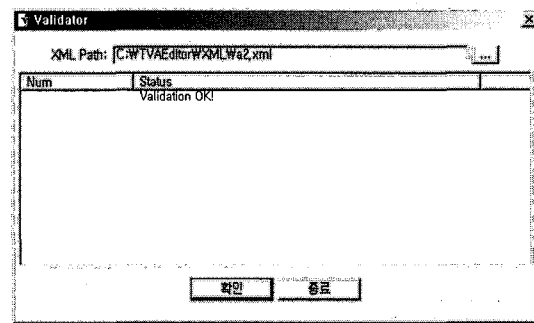 Validator
XML Path: C:₩TVAEditor₩XML₩a2.xml ...
Num Status
Validation OK!
확인 종료